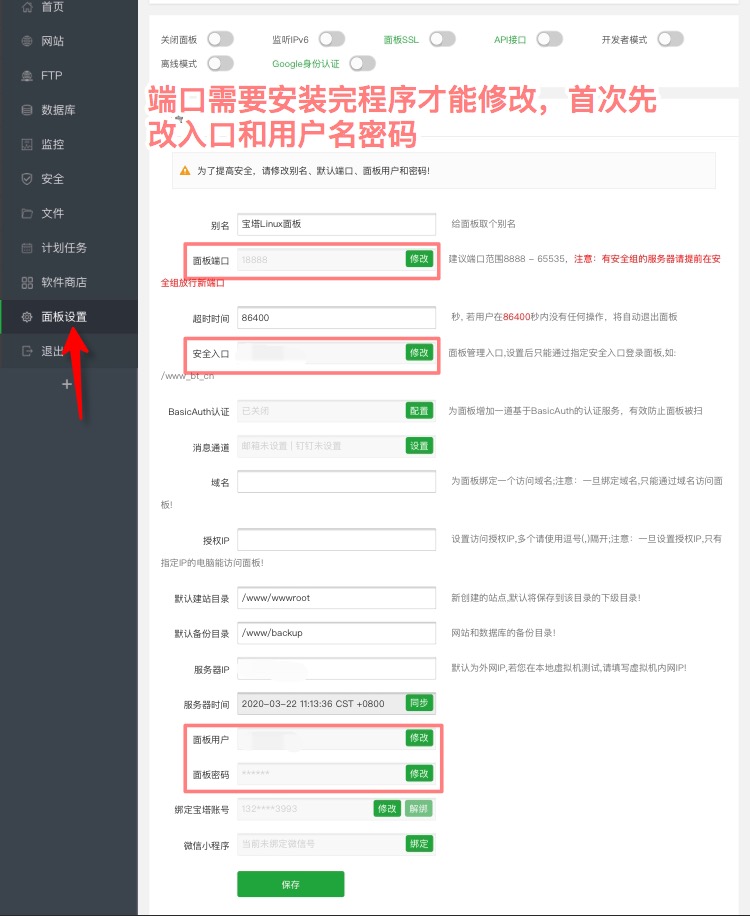 首页
网站
FTP
数据库
监控
安全
文件
计划任务
软件商店
面板设置
退出
+
关闭面板 监听IPv6 面板SSL API接口 开发者模式
离线模式 Google身份认证
端口需要安装完程序才能修改，首次先
改入口和用户名密码
为了提高安全，请修改别名、默认端口、面板用户和密码!
别名 宝塔Linux面板 给面板取个别名
面板端口 18888 修改 建议端口范围8888 - 65535，注意：有安全组的服务器请提前在安
全组放行新端口
超时时间 86400 秒, 若用户在86400秒内没有任何操作，将自动退出面板
安全入口 修改 面板管理入口,设置后只能通过指定安全入口登录面板,如:
/www_bt_cn
BasicAuth认证 已关闭 配置 为面板增加一道基于BasicAuth的认证服务，有效防止面板被扫
消息通道 邮箱未设置 | 钉钉未设置 设置
域名 为面板绑定一个访问域名;注意：一旦绑定域名,只能通过域名访问面
板!
授权IP 设置访问授权IP,多个请使用逗号(,)隔开;注意：一旦设置授权IP,只有
指定IP的电脑能访问面板!
默认建站目录 /www/wwwroot 新创建的站点,默认将保存到该目录的下级目录!
默认备份目录 /www/backup 网站和数据库的备份目录!
服务器IP 默认为外网IP,若您在本地虚拟机测试,请填写虚拟机内网IP!
服务器时间 2020-03-22 11:13:36 CST +0800 同步
面板用户 修改
面板密码 ****** 修改
绑定宝塔账号 132****3993 修改 解绑
微信小程序 当前未绑定微信号 绑定
保存